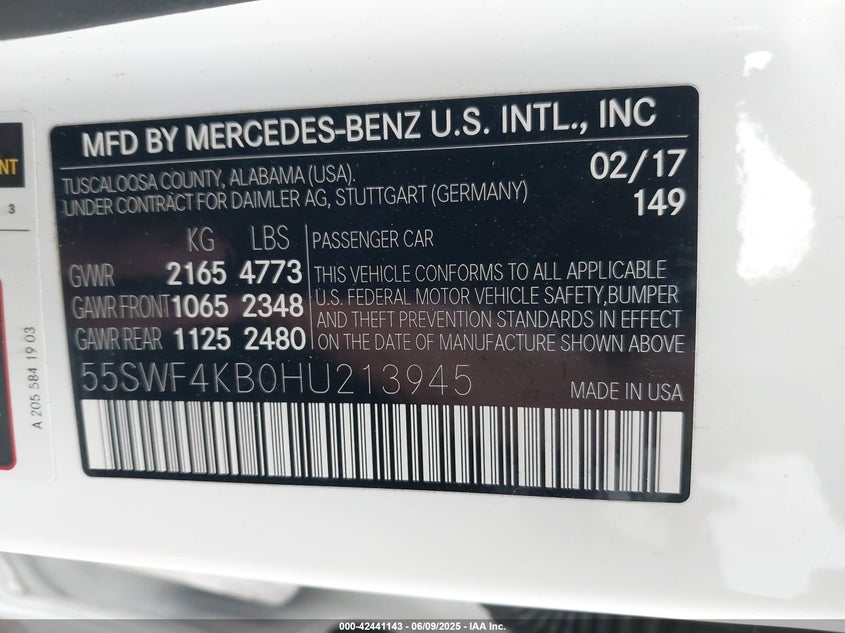 MFD BY MERCEDES-BENZ U.S. INTL., INC
TUSCALOOSA COUNTY, ALABAMA (USA).
UNDER CONTRACT FOR DAIMLER AG, STUTTGART (GERMANY)
02/17
149
KG LBS
GVWR 2165 4773
GAWR FRONT 1065 2348
GAWR REAR 1125 2480
PASSENGER CAR
THIS VEHICLE CONFORMS TO ALL APPLICABLE
U.S. FEDERAL MOTOR VEHICLE SAFETY,BUMPER
AND THEFT PREVENTION STANDARDS IN EFFECT
ON THE DATE OF MANUFACTURE SHOWN ABOVE
55SWF4KB0HU213945
MADE IN USA
3
A 205 584 19 03
000-42441143 - 06/09/2025 - IAA Inc.